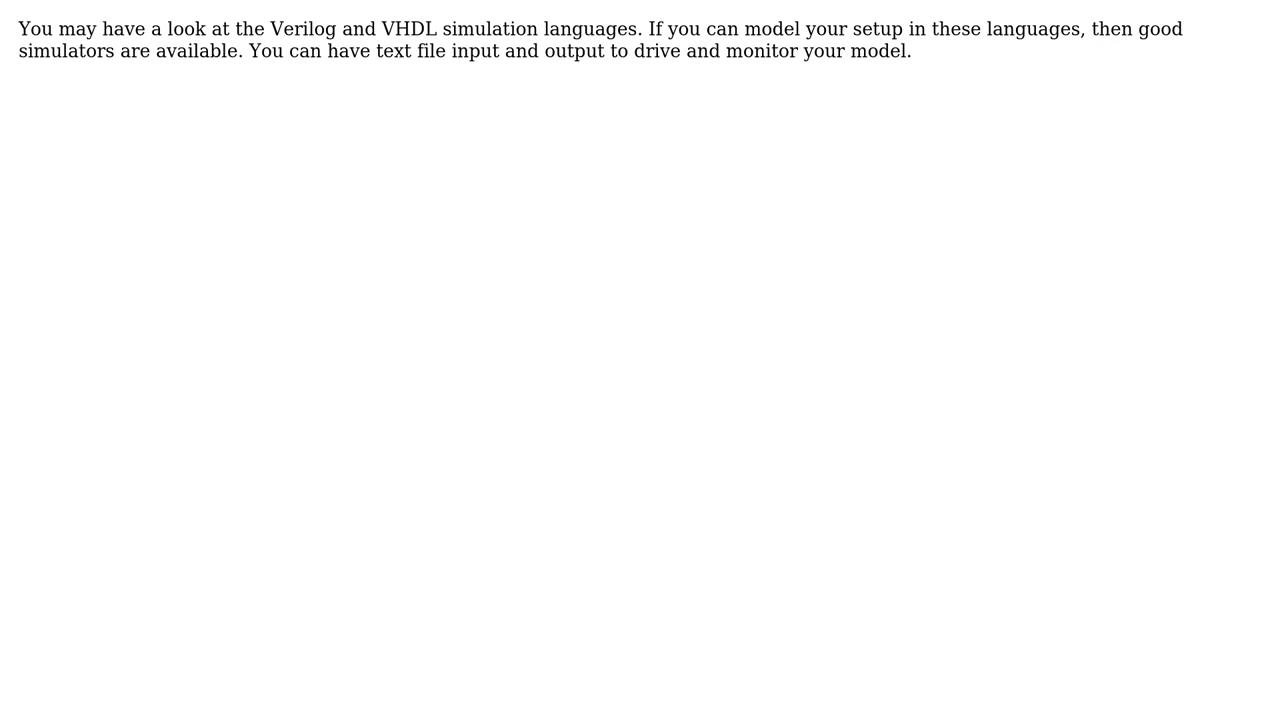 You may have a look at the Verilog and VHDL simulation languages. If you can model your setup in these languages, then good
simulators are available. You can have text file input and output to drive and monitor your model.